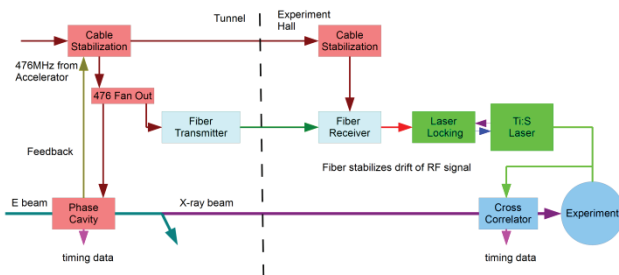 Tunnel
Experiment
Hall
Cable
Stabilization
Cable
Stabilization
476MHz from
Accelerator
476 Fan Out
Fiber
Transmitter
Fiber
Receiver
Laser
Locking
Ti:S
Laser
Feedback
Fiber stabilizes drift of RF signal
E beam
Phase
Cavity
X-ray beam
Cross
Correlator
Experiment
timing data
timing data